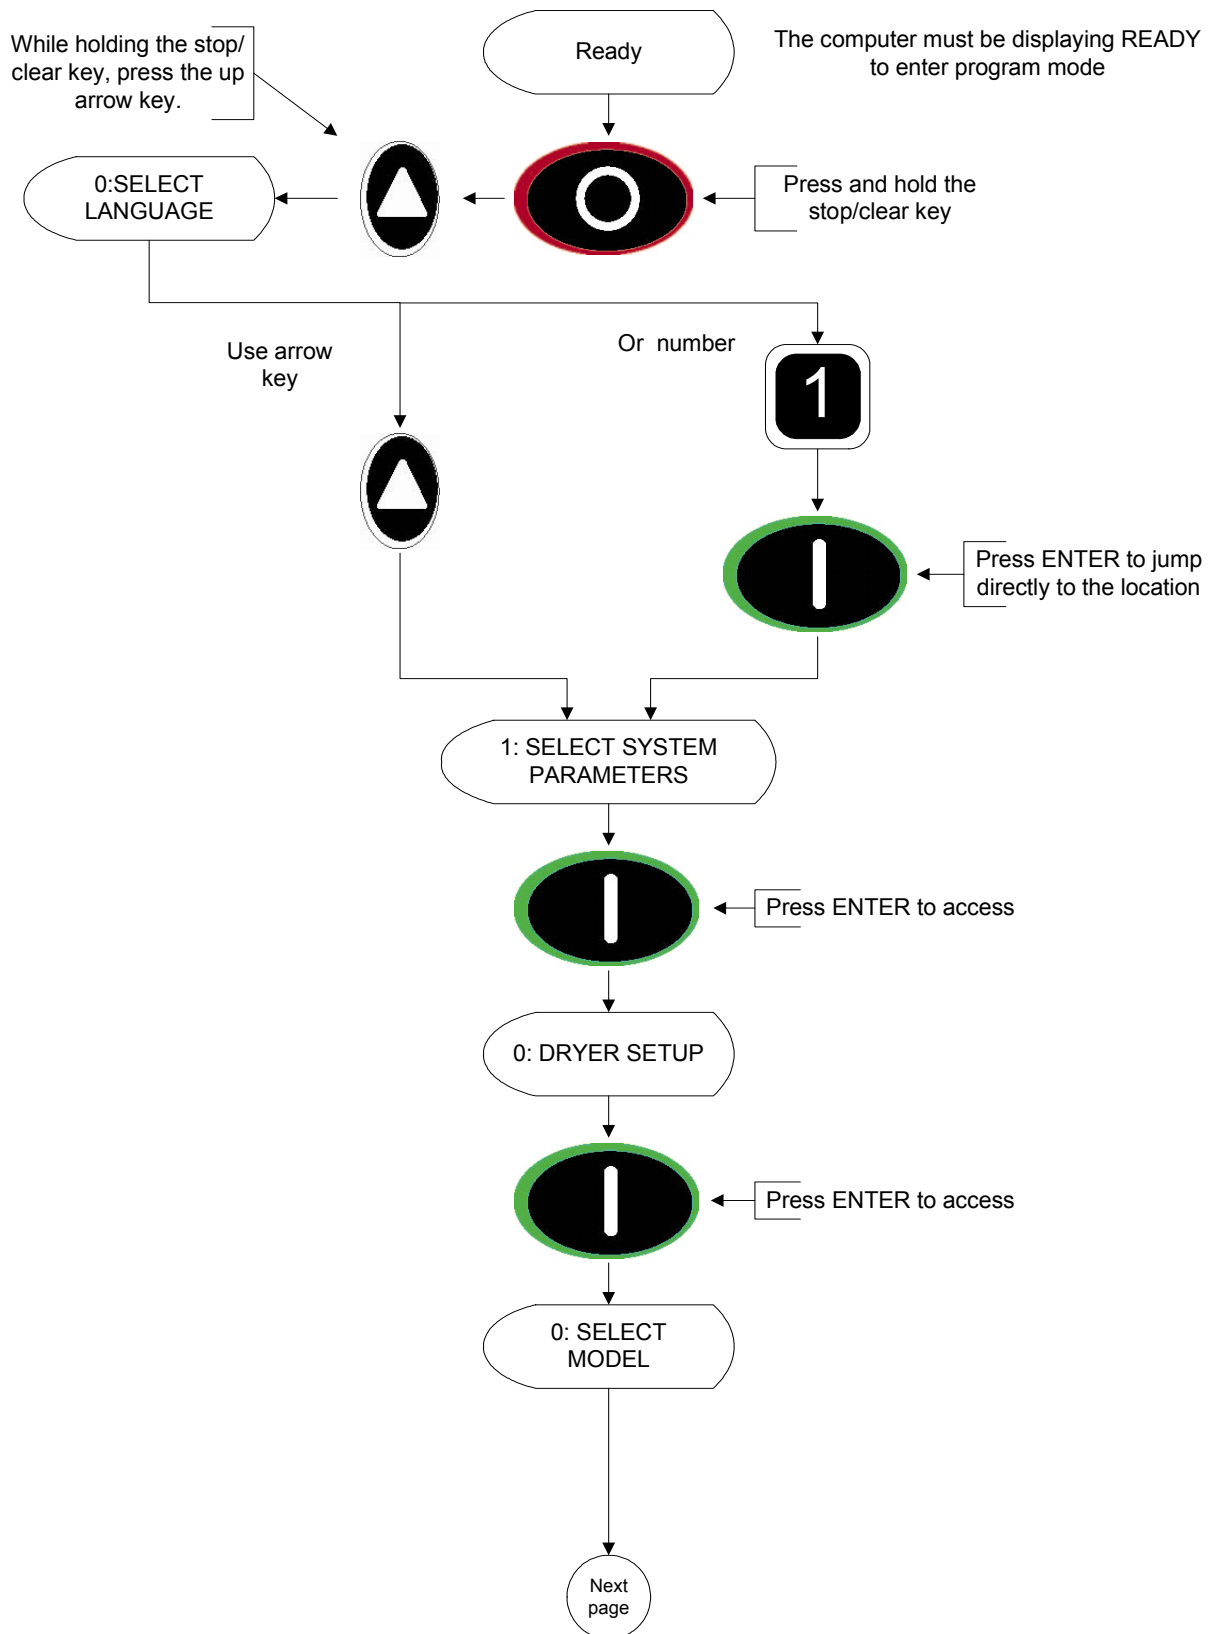 While holding the stop/
clear key, press the up
arrow key.
Ready
The computer must be displaying READY
to enter program mode
0:SELECT
LANGUAGE
Press and hold the
stop/clear key
Use arrow
key
Or number
1
Press ENTER to jump
directly to the location
1: SELECT SYSTEM
PARAMETERS
Press ENTER to access
0: DRYER SETUP
Press ENTER to access
0: SELECT
MODEL
Next
page